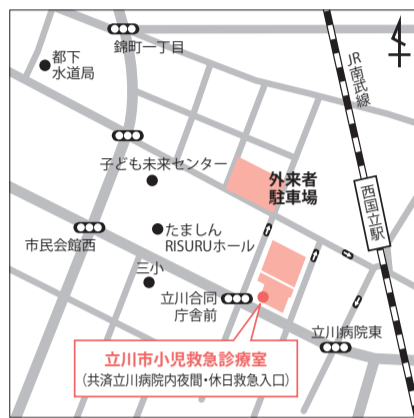 錦町一丁目
都下
水道局
JR南武線
子ども未来センター
外来者
駐車場
西国立駅
たましん
RISURUホール
市民会館西
三小
立川合同
庁舎前
立川病院東
立川市小児救急診療室
(共済立川病院内夜間・休日救急入口)